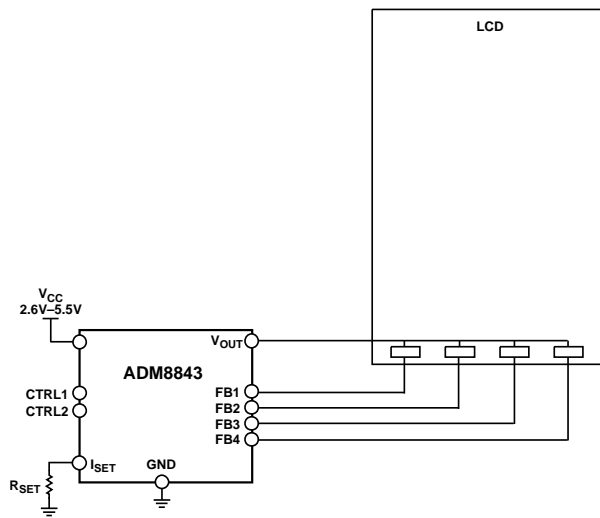 LCD
VCC
2.6V–5.5V
VOUT
ADM8843
CTRL1
CTRL2
FB1
FB2
FB3
FB4
ISET
GND
RSET